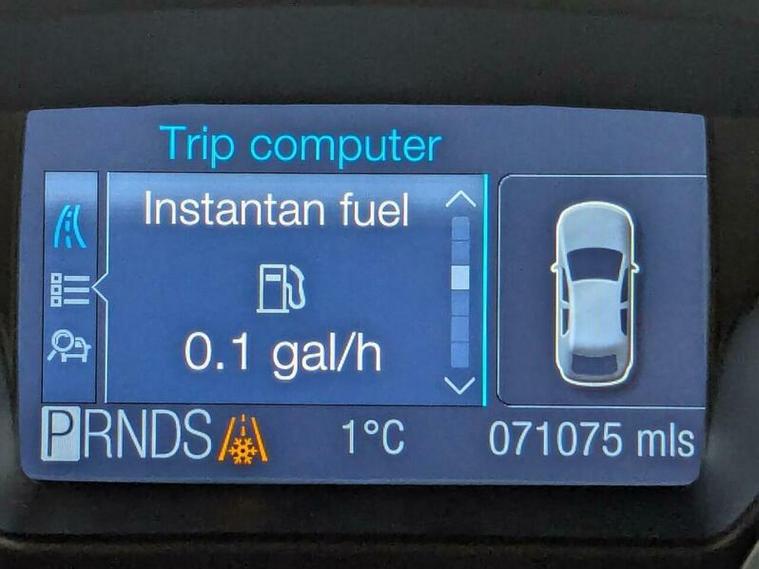 Trip computer
Instantan fuel
0.1 gal/h
PRNDS 1°C 071075 mls